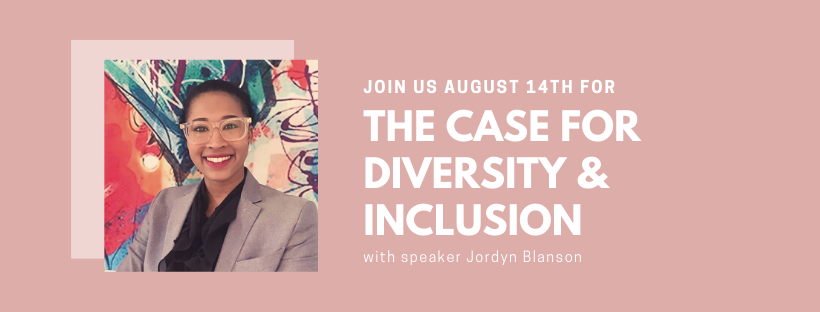 JOIN US AUGUST 14TH FOR
THE CASE FOR
DIVERSITY &
INCLUSION
with speaker Jordyn Blanson